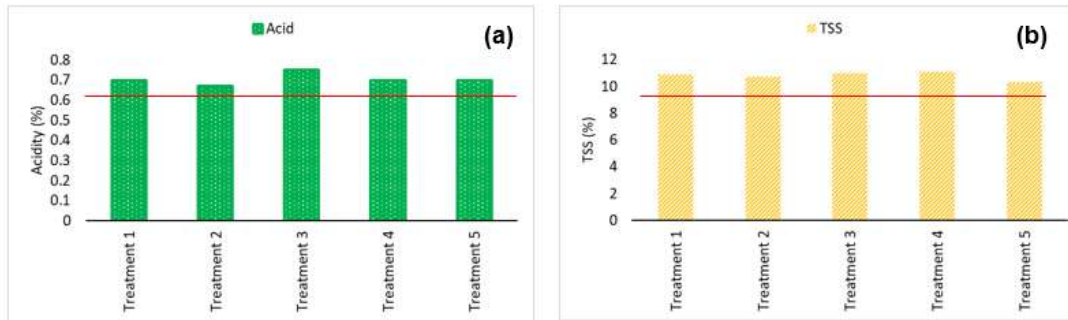 Acid
(a)
0.8
0.7
0.6
0.5
0.4
0.3
0.2
0.1
0
Acidity (%)
Treatment 1
Treatment 2
Treatment 3
Treatment 4
Treatment 5
TSS
(b)
12
10
8
6
4
2
0
TSS (%)
Treatment 1
Treatment 2
Treatment 3
Treatment 4
Treatment 5